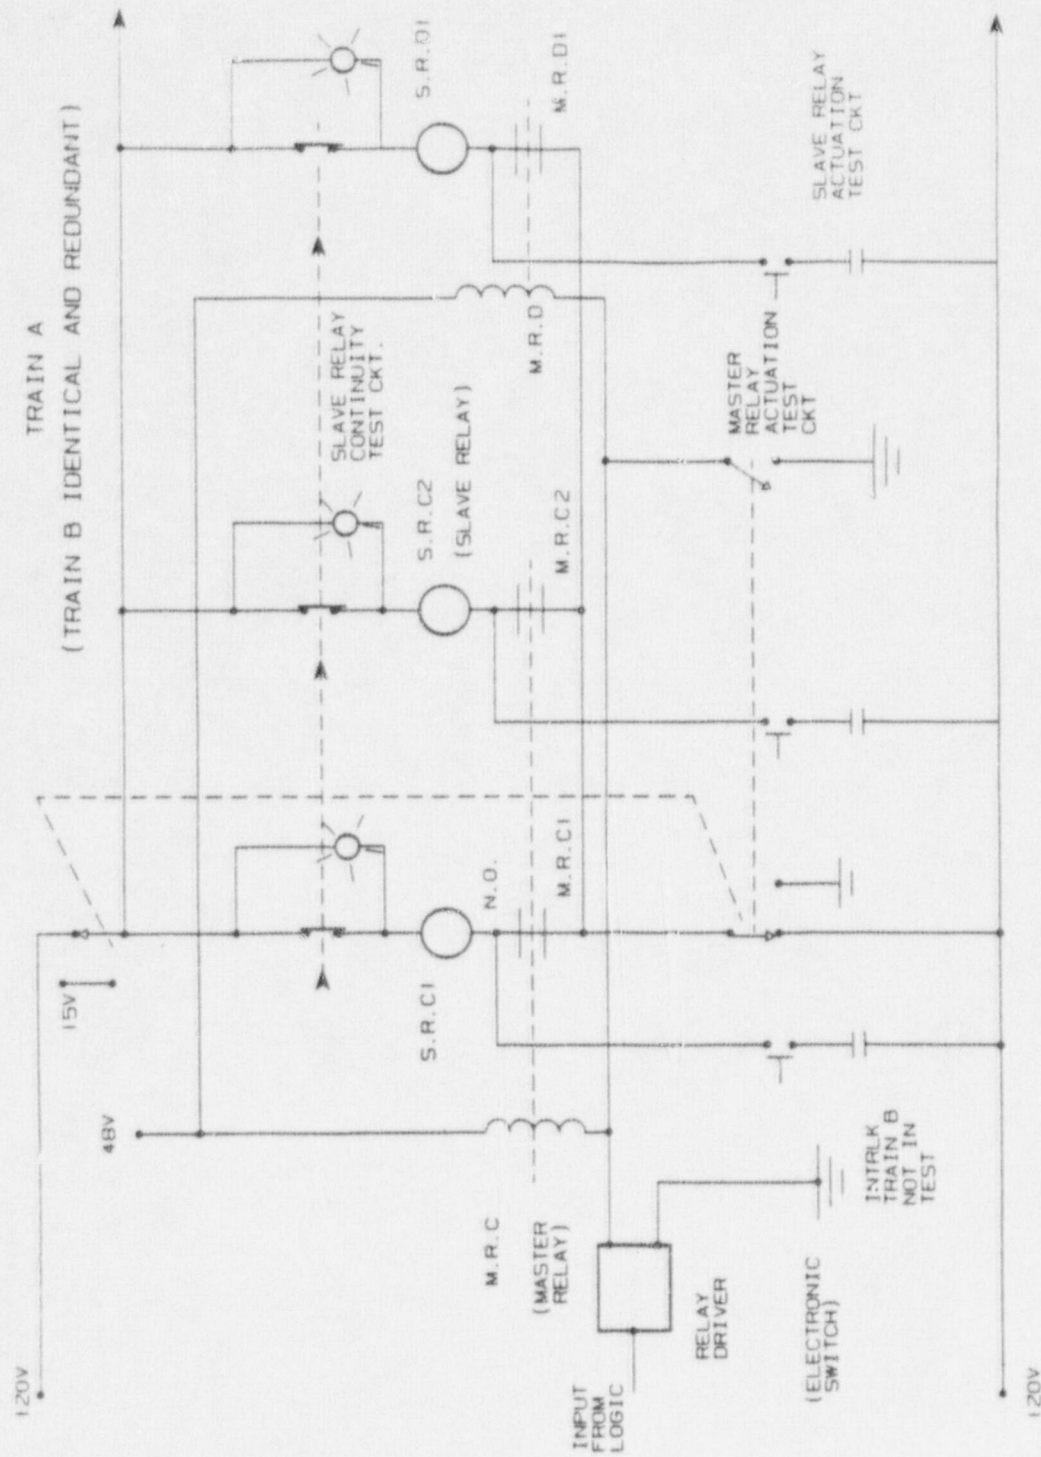 TRAIN A
(TRAIN B IDENTICAL AND REDUNDANT)
120V
15V
48V
SLAVE RELAY
CONTINUITY
TEST CKT.
S.R.C1
S.R.C2
(SLAVE RELAY)
S.R.D1
N.O.
M.R.C
(MASTER
RELAY)
M.R.C1
M.R.C2
M.R.D
M.R.D1
INPUT
FROM
LOGIC
RELAY
DRIVER
(ELECTRONIC
SWITCH)
INTRLK
TRAIN B
NOT IN
TEST
MASTER
RELAY
ACTUATION
TEST
CKT
SLAVE RELAY
ACTUATION
TEST CKT
120V